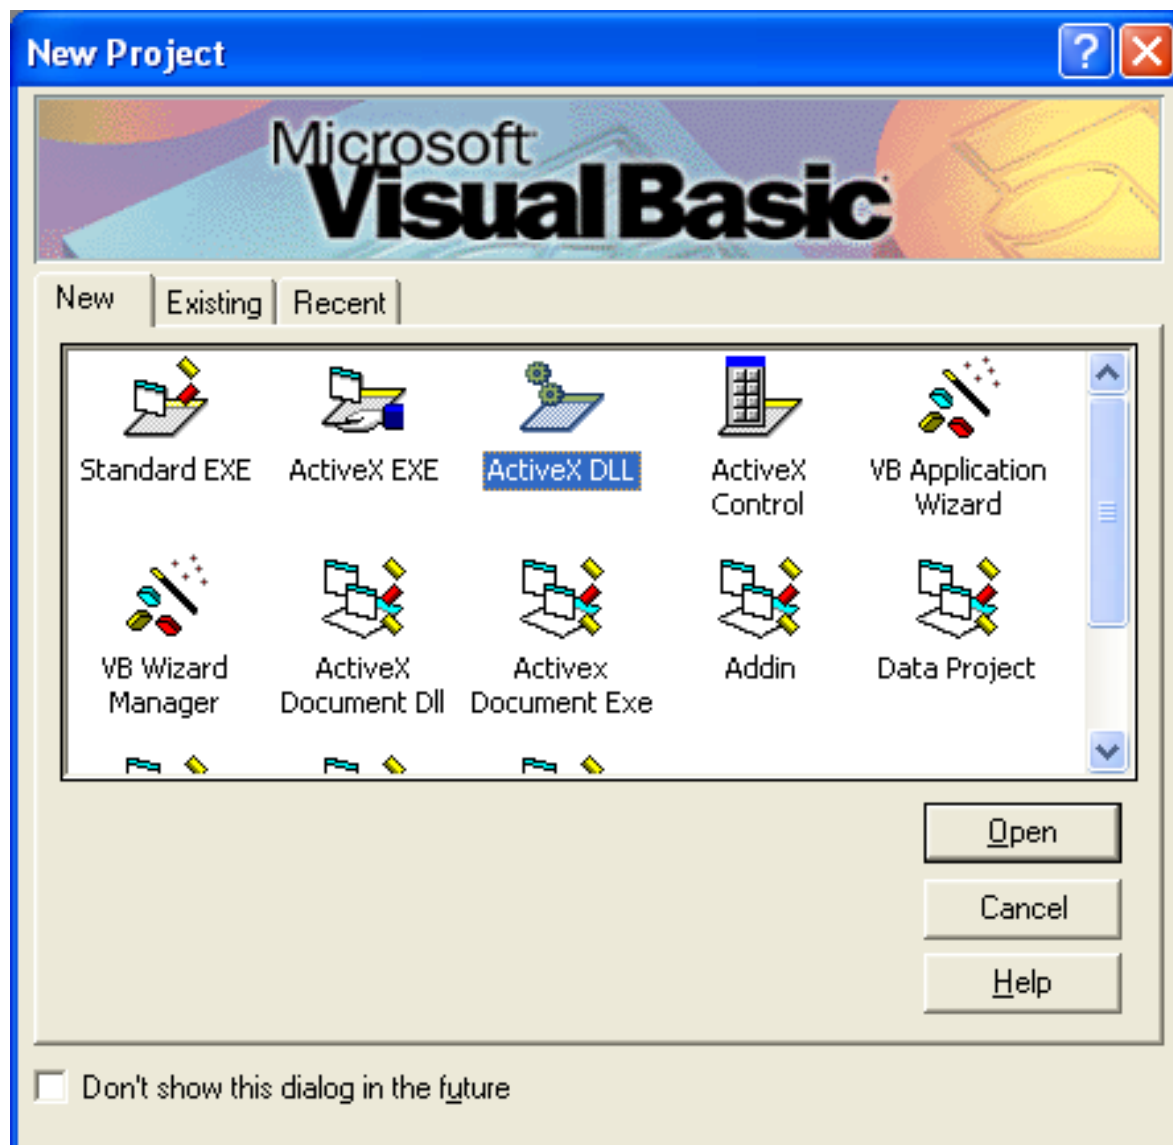 New Project
Microsoft
Visual Basic
New Existing Recent
Standard EXE ActiveX EXE ActiveX DLL ActiveX Control VB Application Wizard
VB Wizard Manager ActiveX Document Dll Activex Document Exe Addin Data Project
Open
Cancel
Help
Don't show this dialog in the future